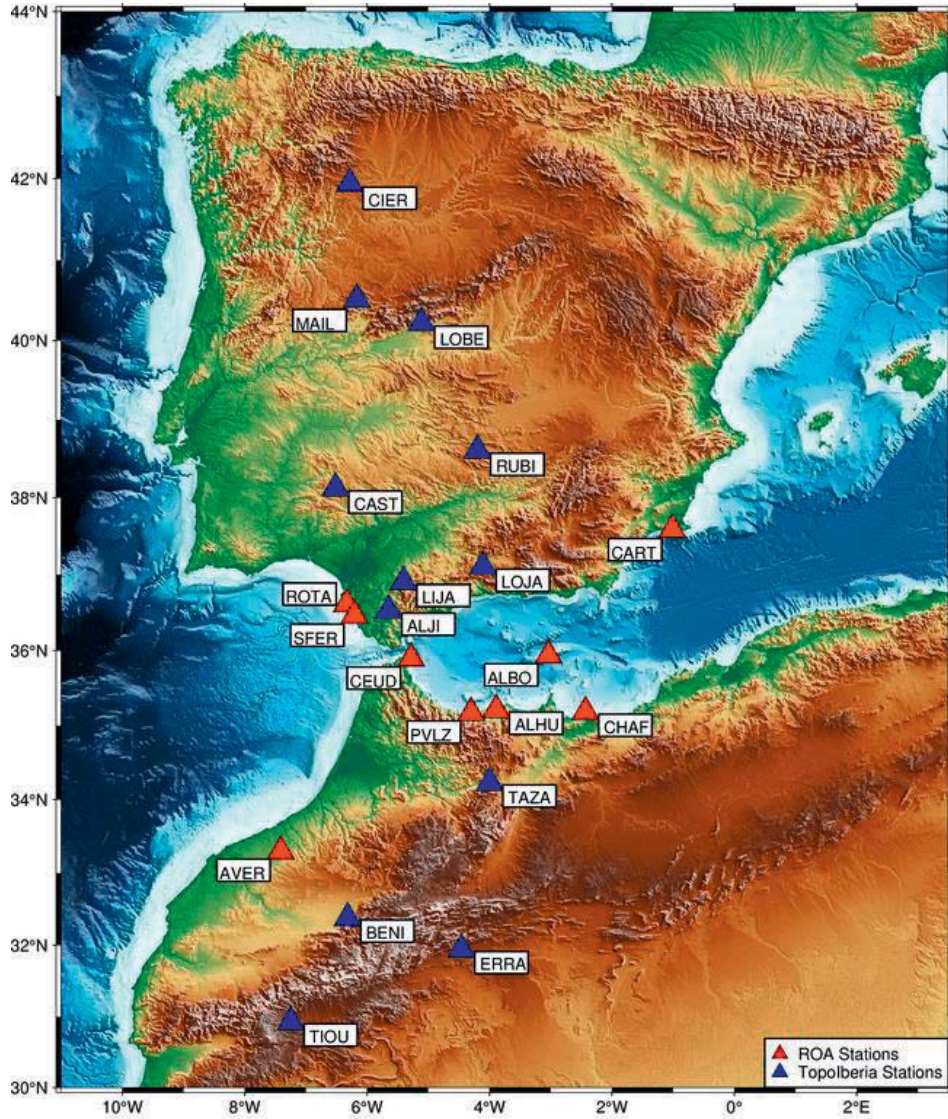 44°N
42°N
CIER
MAIL
LOBE
40°N
RUBI
38°N
CAST
CART
LOJA
ROTA
LIJA
SFER
ALJI
36°N
CEUD
ALBO
PVLZ
ALHU
CHAF
34°N
TAZA
AVER
BENI
32°N
ERRA
TIOU
ROA Stations
TopoIberia Stations
30°N
10°W 8°W 6°W 4°W 2°W 0° 2°E